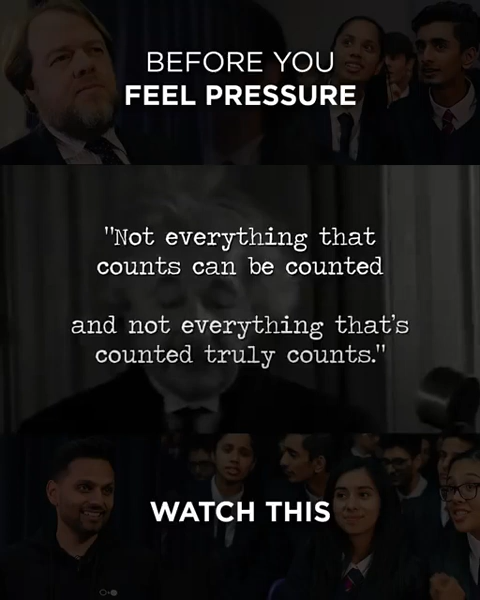 BEFORE YOU
FEEL PRESSURE
"Not everything that
counts can be counted
and not everything that's
counted truly counts."
WATCH THIS